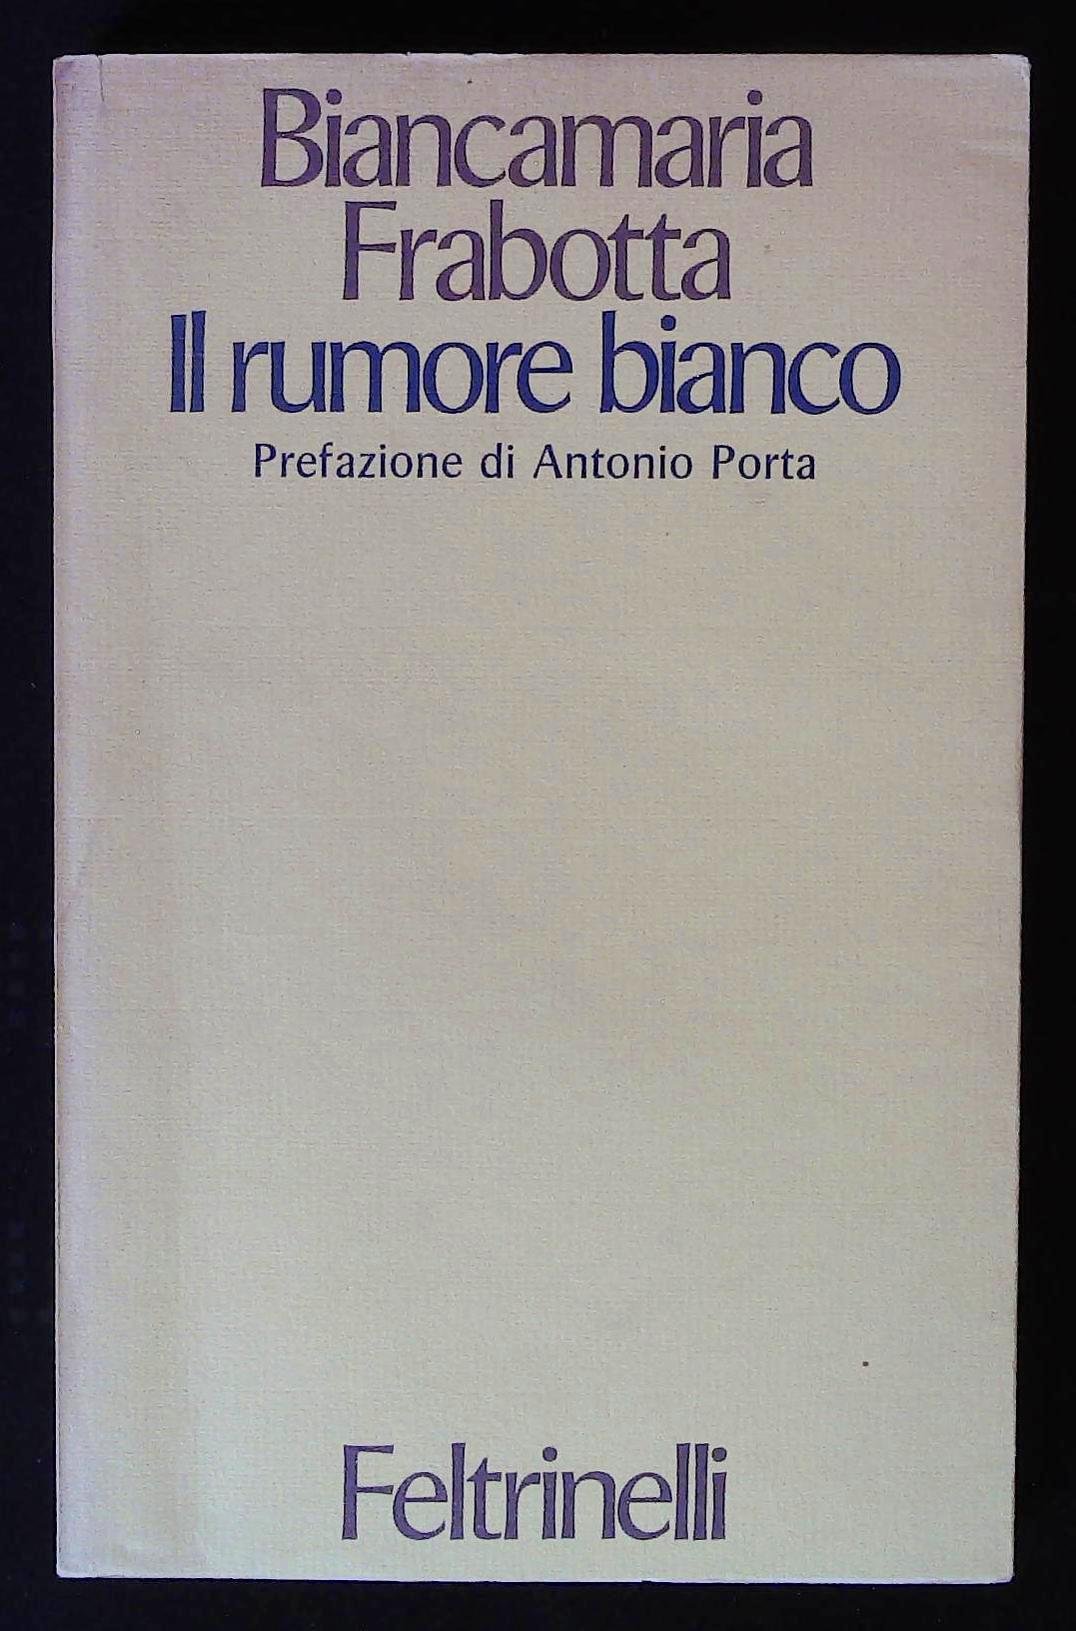 Biancamaria
Frabotta
Il rumore bianco
Prefazione di Antonio Porta
Feltrinelli